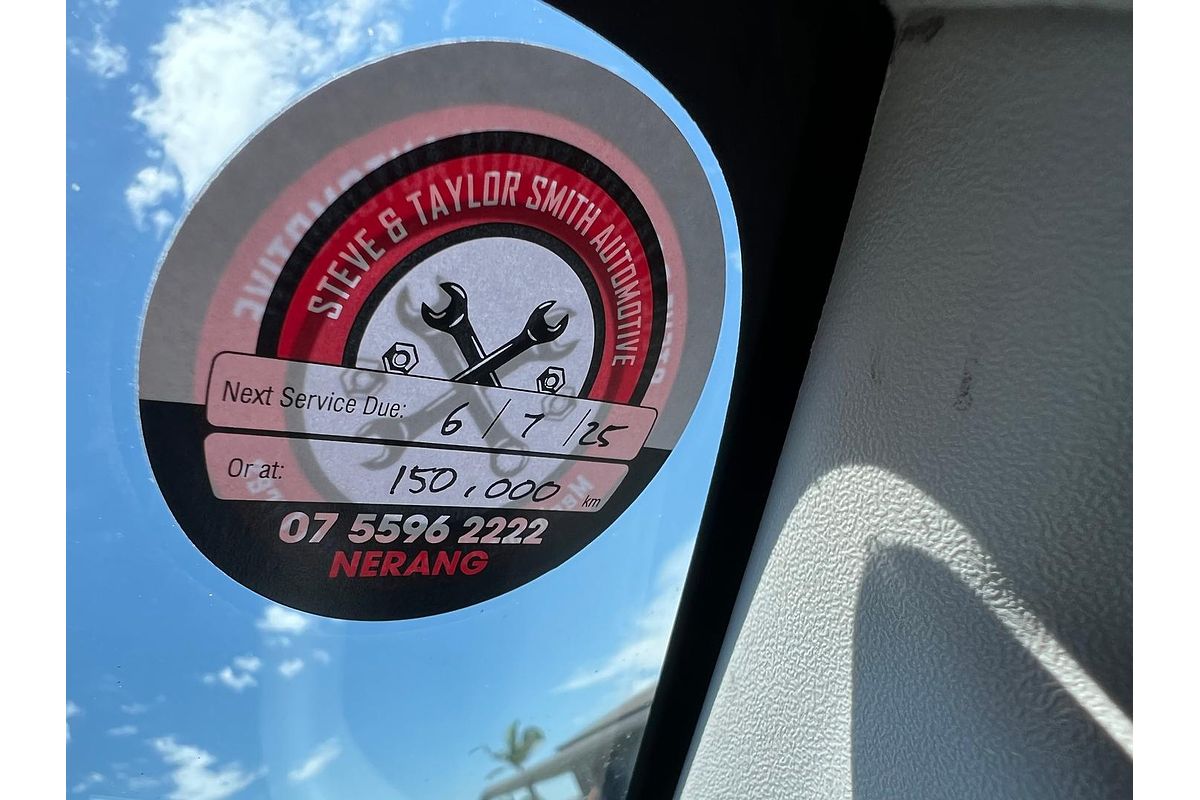 STEVE & TAYLOR SMITH AUTOMOTIVE
Next Service Due: 6 / 7 / 25
Or at: 150,000 km
07 5596 2222
NERANG